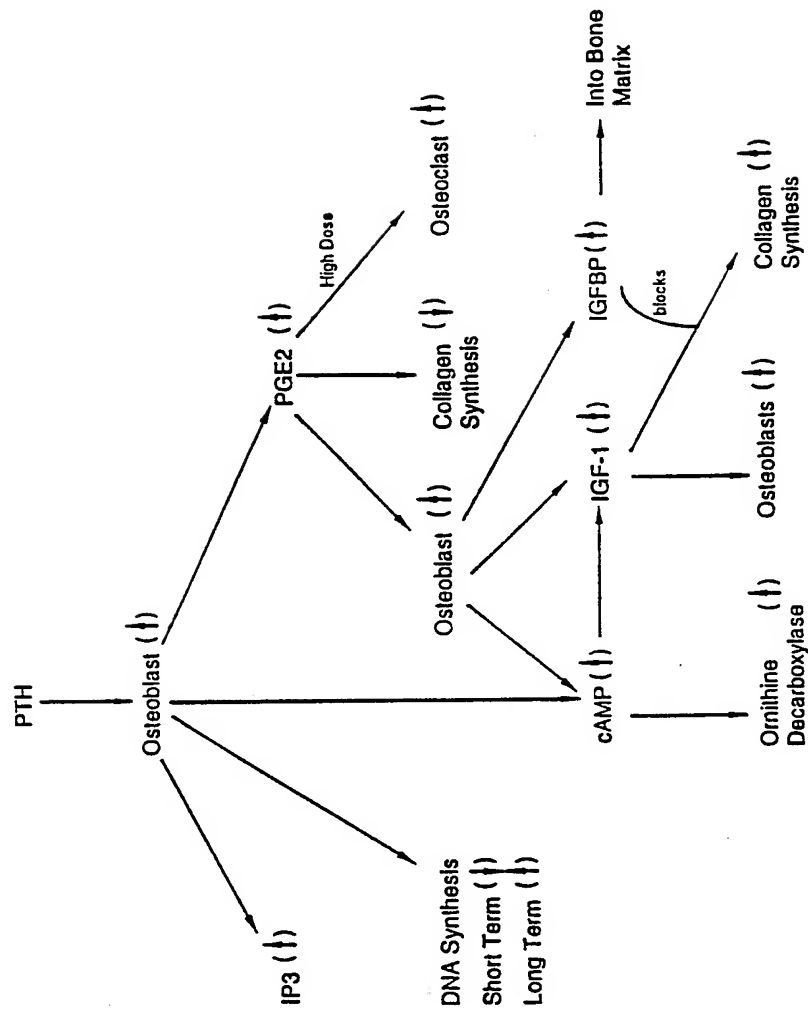 PTH
Osteoblast (↑)
IP3 (↑)
PGE2 (↑)
High Dose
DNA Synthesis
Short Term (↓)
Long Term (↑)
Osteoblast (↑)
Collagen (↓)
Synthesis
Osteoclast (↑)
cAMP (↑)
IGF-1 (↑)
IGFBP (↑)
Into Bone
Matrix
blocks
Ornithine (↑)
Decarboxylase
Osteoblasts (↑)
Collagen (↑)
Synthesis